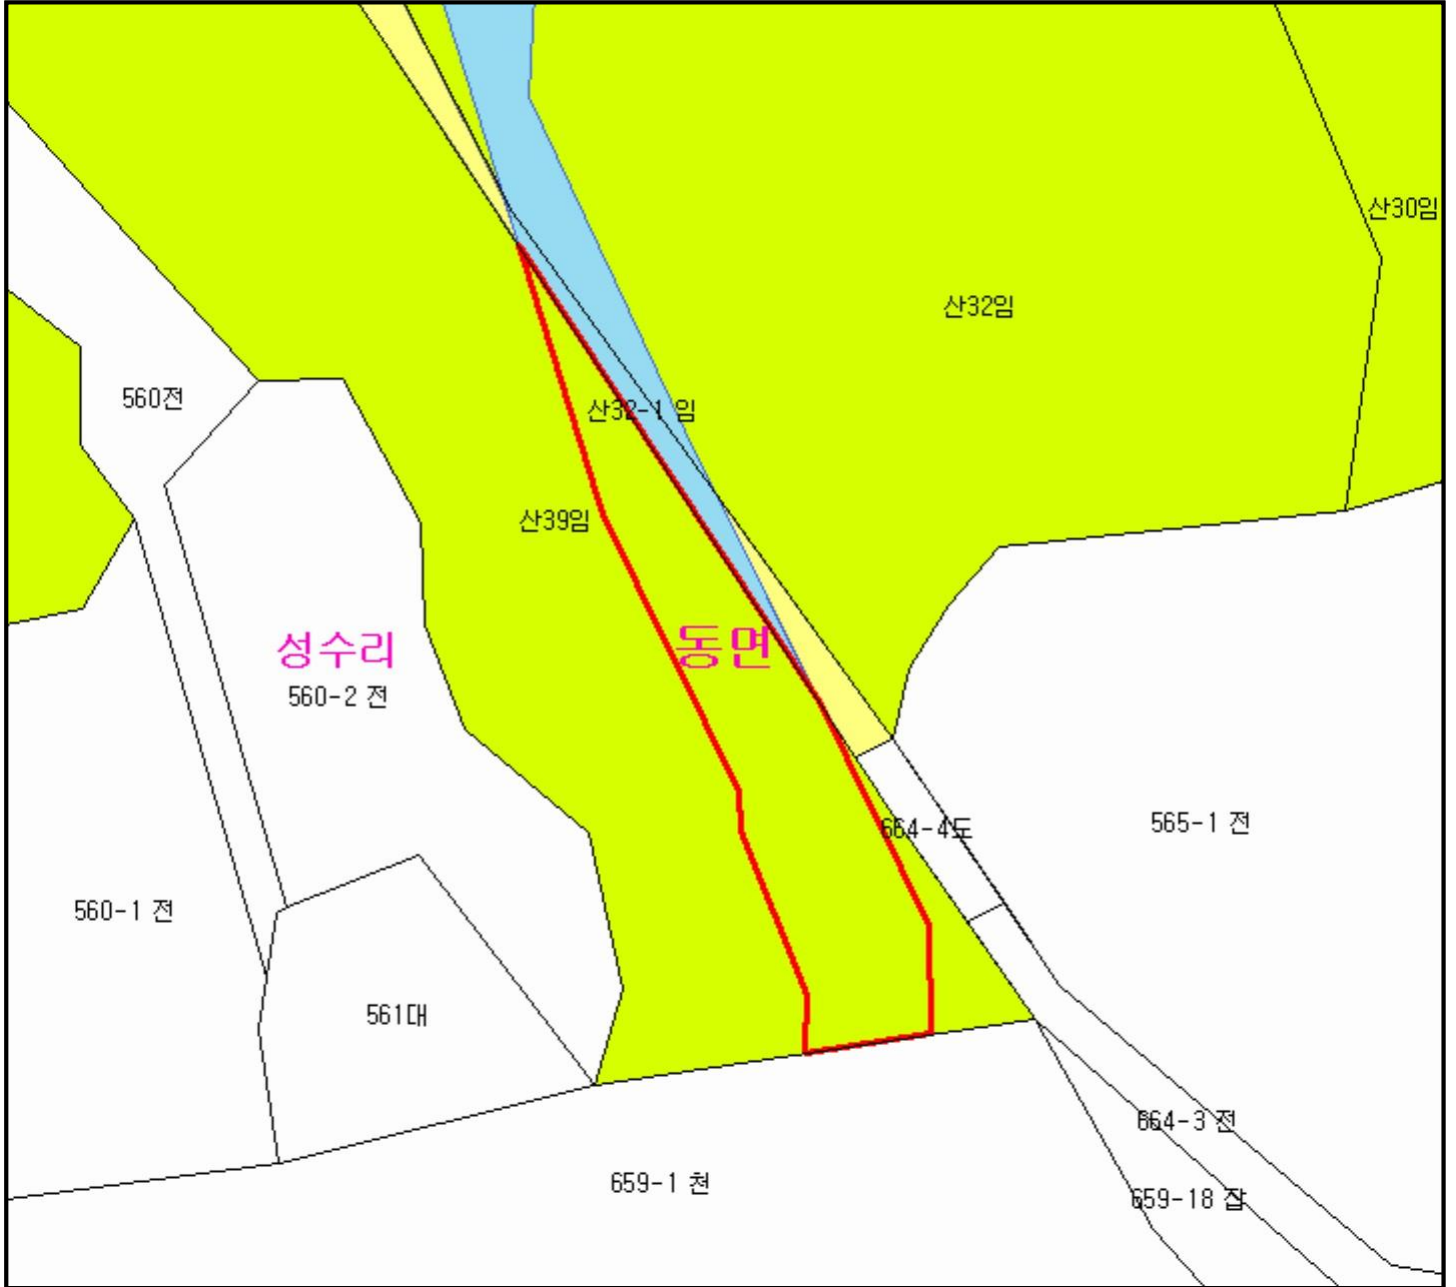 산30임
산32임
560전
산32-1 임
산39임
성수리
동면
560-2 전
664-4도
565-1 전
560-1 전
561대
664-3 전
659-1 천
659-18 잡